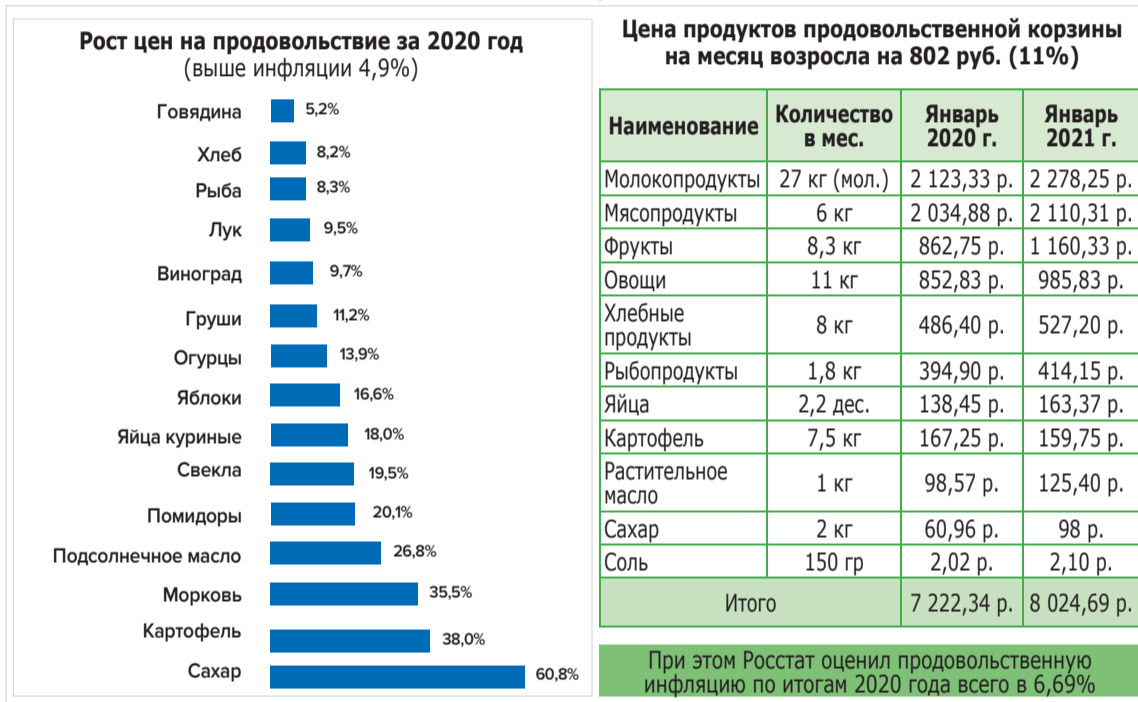 Рост цен на продовольствие за 2020 год
(выше инфляции 4,9%)
Говядина 5,2%
Хлеб 8,2%
Рыба 8,3%
Лук 9,5%
Виноград 9,7%
Груши 11,2%
Огурцы 13,9%
Яблоки 16,6%
Яйца куриные 18,0%
Свекла 19,5%
Помидоры 20,1%
Подсолнечное масло 26,8%
Морковь 35,5%
Картофель 38,0%
Сахар 60,8%
Цена продуктов продовольственной корзины
на месяц возросла на 802 руб. (11%)
Наименование Количество в мес. Январь 2020 г. Январь 2021 г.
Молокопродукты 27 кг (мол.) 2 123,33 р. 2 278,25 р.
Мясопродукты 6 кг 2 034,88 р. 2 110,31 р.
Фрукты 8,3 кг 862,75 р. 1 160,33 р.
Овощи 11 кг 852,83 р. 985,83 р.
Хлебные продукты 8 кг 486,40 р. 527,20 р.
Рыбопродукты 1,8 кг 394,90 р. 414,15 р.
Яйца 2,2 дес. 138,45 р. 163,37 р.
Картофель 7,5 кг 167,25 р. 159,75 р.
Растительное масло 1 кг 98,57 р. 125,40 р.
Сахар 2 кг 60,96 р. 98 р.
Соль 150 гр 2,02 р. 2,10 р.
Итого 7 222,34 р. 8 024,69 р.
При этом Росстат оценил продовольственную
инфляцию по итогам 2020 года всего в 6,69%